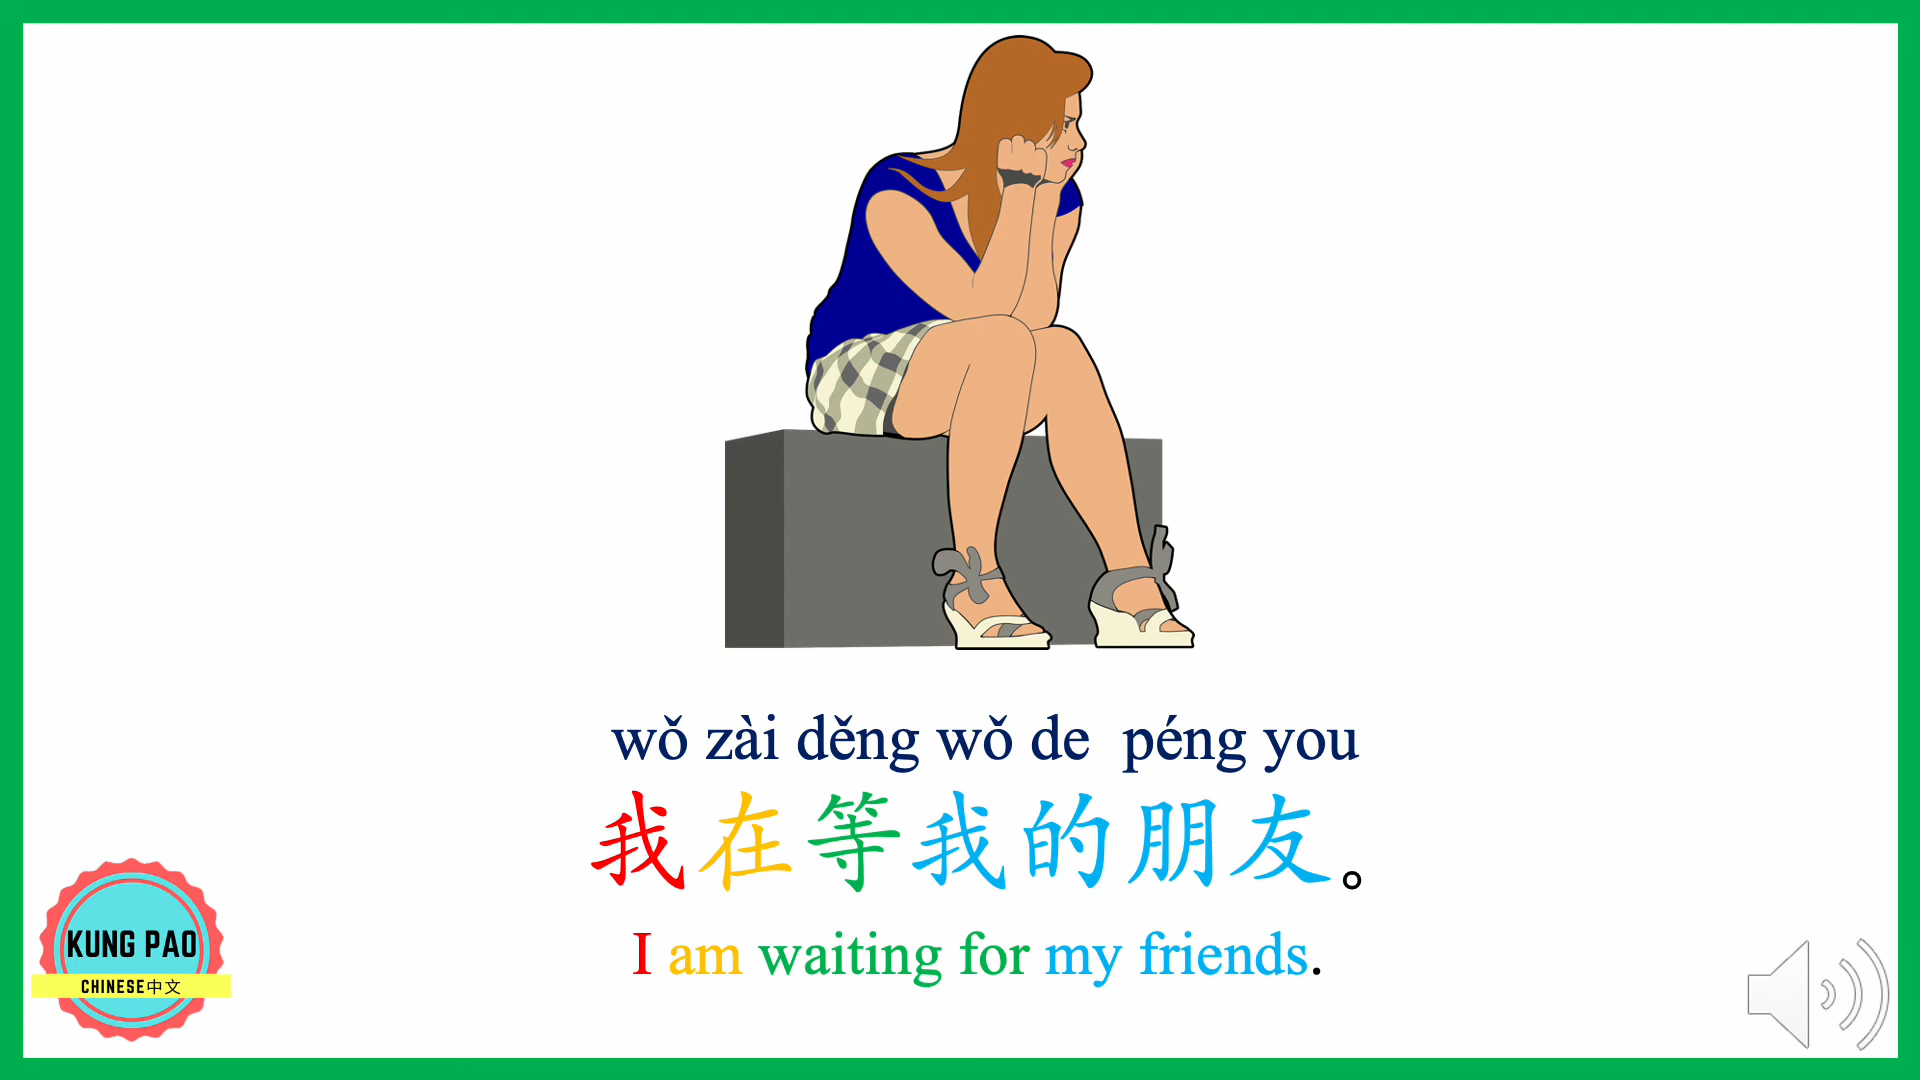 wǒ zài děng wǒ de péng you
我在等我的朋友。
I am waiting for my friends.
KUNG PAO
CHINESE中文